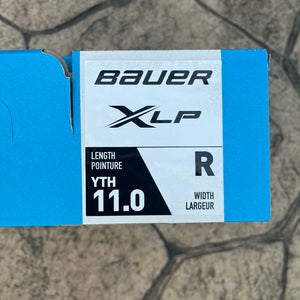 BAUER
XLP
LENGTH
POINTURE
YTH
11.0
R
WIDTH
LARGEUR